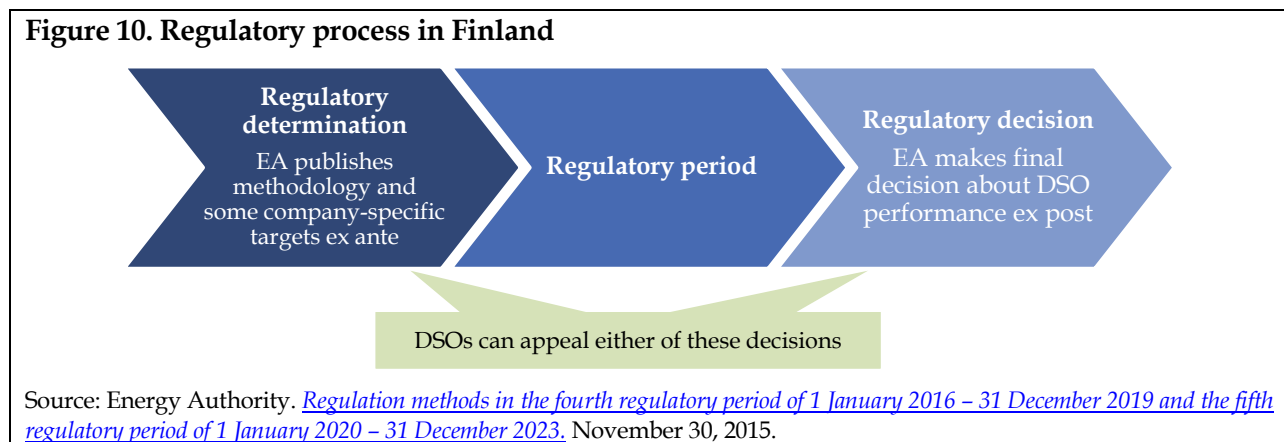 Figure 10. Regulatory process in Finland
Regulatory
determination
EA publishes
methodology and
some company-specific
targets ex ante
Regulatory period
Regulatory decision
EA makes final
decision about DSO
performance ex post
DSOs can appeal either of these decisions
Source: Energy Authority. Regulation methods in the fourth regulatory period of 1 January 2016 – 31 December 2019 and the fifth
regulatory period of 1 January 2020 – 31 December 2023. November 30, 2015.